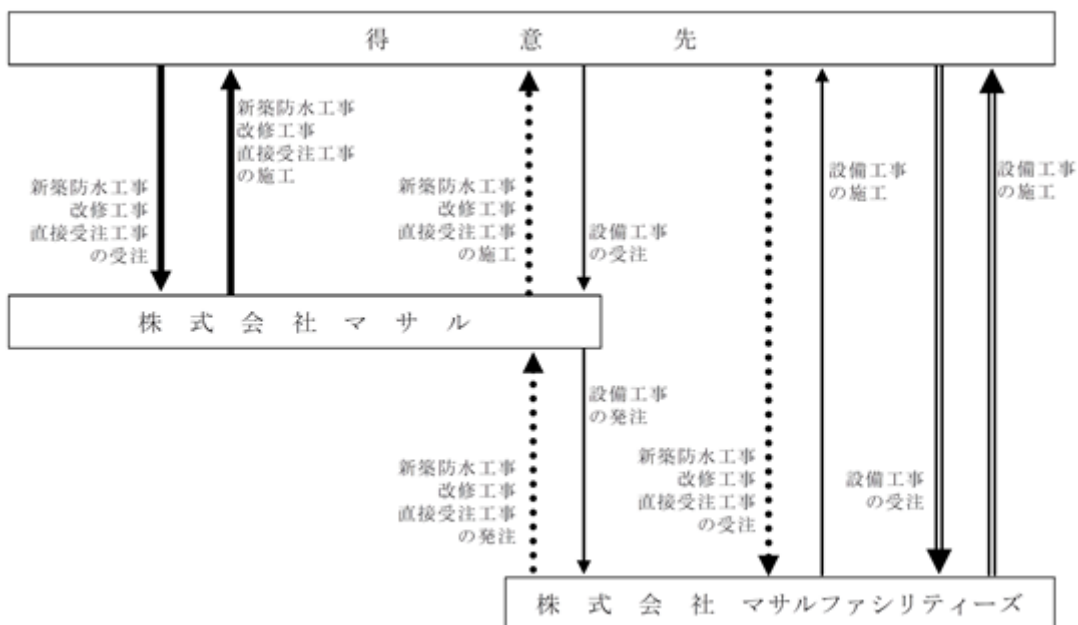 得意先
新築防水工事
改修工事
直接受注工事
の受注
新築防水工事
改修工事
直接受注工事
の施工
新築防水工事
改修工事
直接受注工事
の施工
設備工事
の受注
設備工事
の施工
設備工事
の施工
株式会社マサル
新築防水工事
改修工事
直接受注工事
の発注
設備工事
の発注
新築防水工事
改修工事
直接受注工事
の受注
設備工事
の受注
株式会社 マサルファシリティーズ